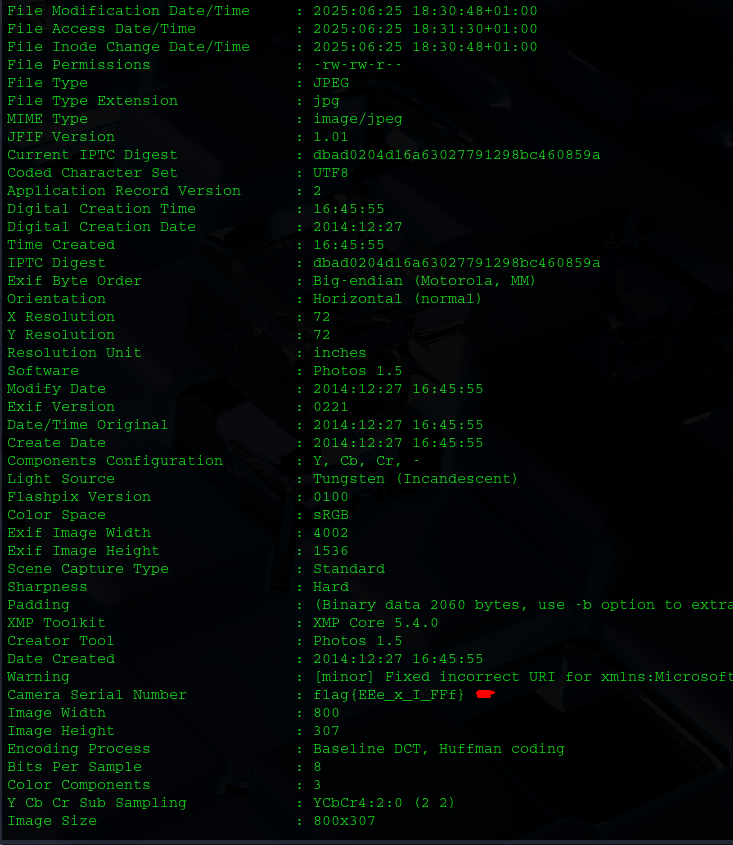 File Modification Date/Time : 2025:06:25 18:30:48+01:00
File Access Date/Time : 2025:06:25 18:31:30+01:00
File Inode Change Date/Time : 2025:06:25 18:30:48+01:00
File Permissions : -rw-rw-r--
File Type : JPEG
File Type Extension : jpg
MIME Type : image/jpeg
JFIF Version : 1.01
Current IPTC Digest : dbad0204d16a63027791298bc460859a
Coded Character Set : UTF8
Application Record Version : 2
Digital Creation Time : 16:45:55
Digital Creation Date : 2014:12:27
Time Created : 16:45:55
IPTC Digest : dbad0204d16a63027791298bc460859a
Exif Byte Order : Big-endian (Motorola, MM)
Orientation : Horizontal (normal)
X Resolution : 72
Y Resolution : 72
Resolution Unit : inches
Software : Photos 1.5
Modify Date : 2014:12:27 16:45:55
Exif Version : 0221
Date/Time Original : 2014:12:27 16:45:55
Create Date : 2014:12:27 16:45:55
Components Configuration : Y, Cb, Cr, -
Light Source : Tungsten (Incandescent)
Flashpix Version : 0100
Color Space : sRGB
Exif Image Width : 4002
Exif Image Height : 1536
Scene Capture Type : Standard
Sharpness : Hard
Padding : (Binary data 2060 bytes, use -b option to extra
XMP Toolkit : XMP Core 5.4.0
Creator Tool : Photos 1.5
Date Created : 2014:12:27 16:45:55
Warning : [minor] Fixed incorrect URI for xmlns:Microsoft
Camera Serial Number : flag{EEe_x_I_FFf}
Image Width : 800
Image Height : 307
Encoding Process : Baseline DCT, Huffman coding
Bits Per Sample : 8
Color Components : 3
Y Cb Cr Sub Sampling : YCbCr4:2:0 (2 2)
Image Size : 800x307